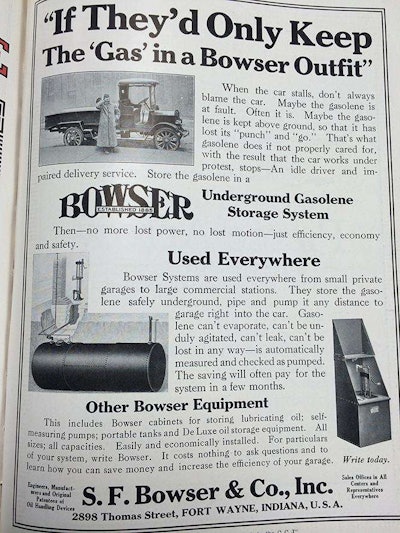 "If They'd Only Keep
The 'Gas' in a Bowser Outfit"
When the car stalls, don't always
blame the car. Maybe the gasolene is
at fault. Often it is. Maybe the gaso-
lene is kept above ground, so that it has
lost its "punch" and "go." That's what
gasolene does if not properly cared for,
with the result that the car works under
protest, stops—An idle driver and im-
paired delivery service. Store the gasolene in a
BOWSER
ESTABLISHED 1885
Underground Gasolene
Storage System
Then—no more lost power, no lost motion—just efficiency, economy
and safety.
Used Everywhere
Bowser Systems are used everywhere from small private
garages to large commercial stations. They store the gaso-
lene safely underground, pipe and pump it any distance to
garage right into the car. Gaso-
lene can't evaporate, can't be un-
duly agitated, can't leak, can't be
lost in any way—is automatically
measured and checked as pumped.
The saving will often pay for the
system in a few months.
Other Bowser Equipment
This includes Bowser cabinets for storing lubricating oil; self-
measuring pumps; portable tanks and De Luxe oil storage equipment. All
sizes; all capacities. Easily and economically installed. For particulars
of your system, write Bowser. It costs nothing to ask questions and to
learn how you can save money and increase the efficiency of your garage.
Write today.
Engineers, Manufact-
urers and Original
Patentees of
Oil Handling Devices
S. F. Bowser & Co., Inc.
2898 Thomas Street, FORT WAYNE, INDIANA, U. S. A.
Sales Offices in All
Centers and
Representatives
Everywhere